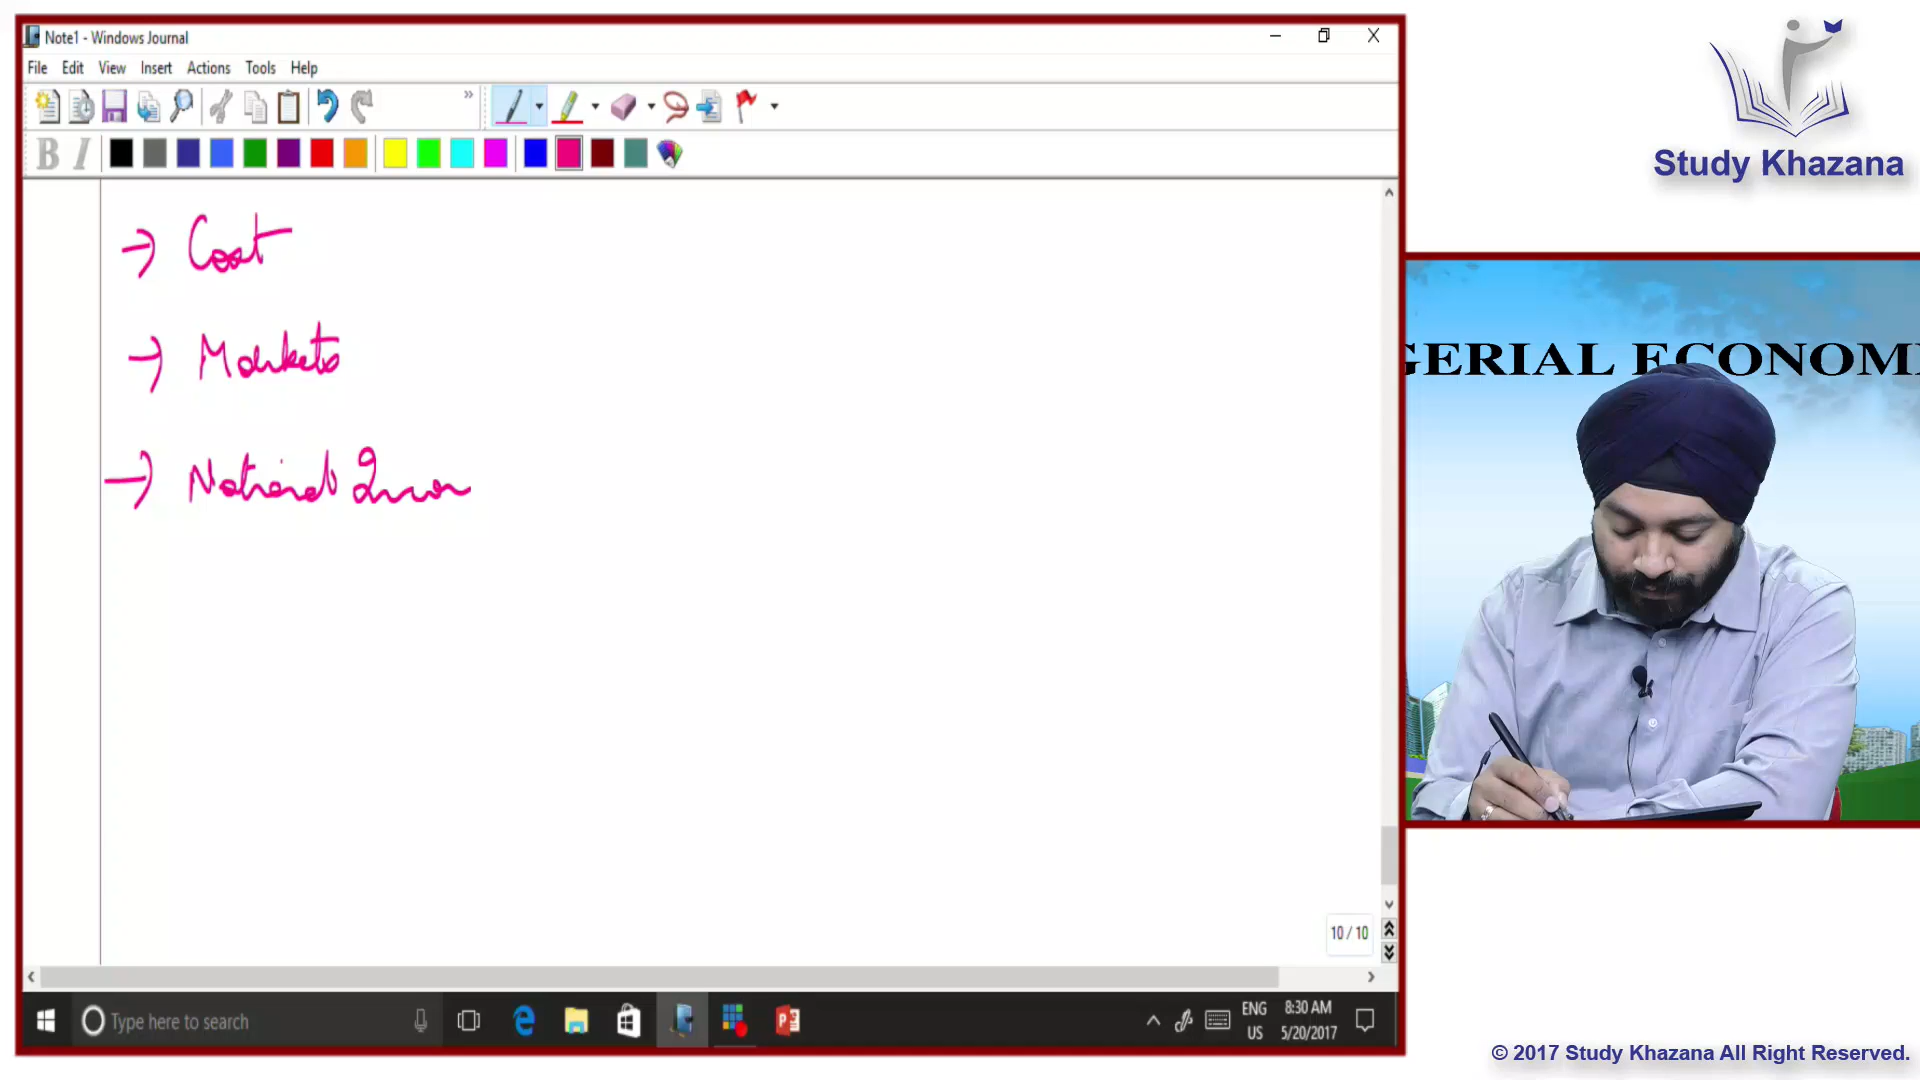 Note1 - Windows Journal
File Edit View Insert Actions Tools Help
B I
→ Cost
→ Markets
→ National
10 / 10
Type here to search
ENG
US
8:30 AM
5/20/2017
Study Khazana
GERIAL ECONOMI
© 2017 Study Khazana All Right Reserved.